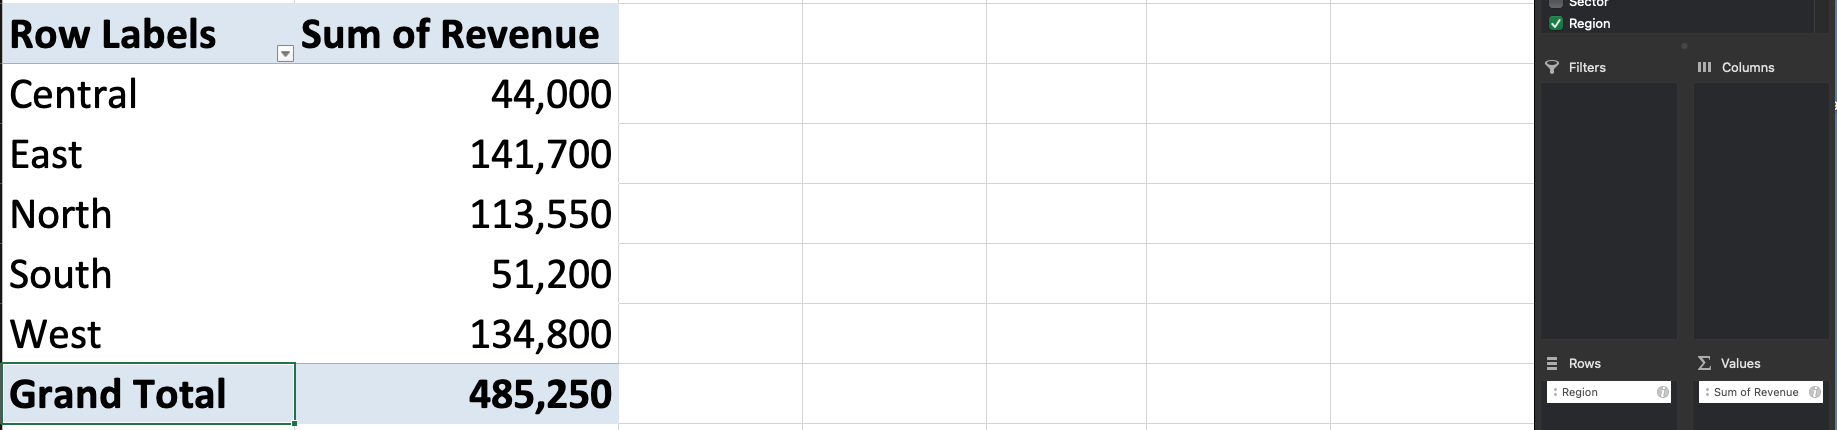 Row Labels Sum of Revenue
Central 44,000
East 141,700
North 113,550
South 51,200
West 134,800
Grand Total 485,250
Sector
Region
Filters Columns
Rows Values
Region Sum of Revenue